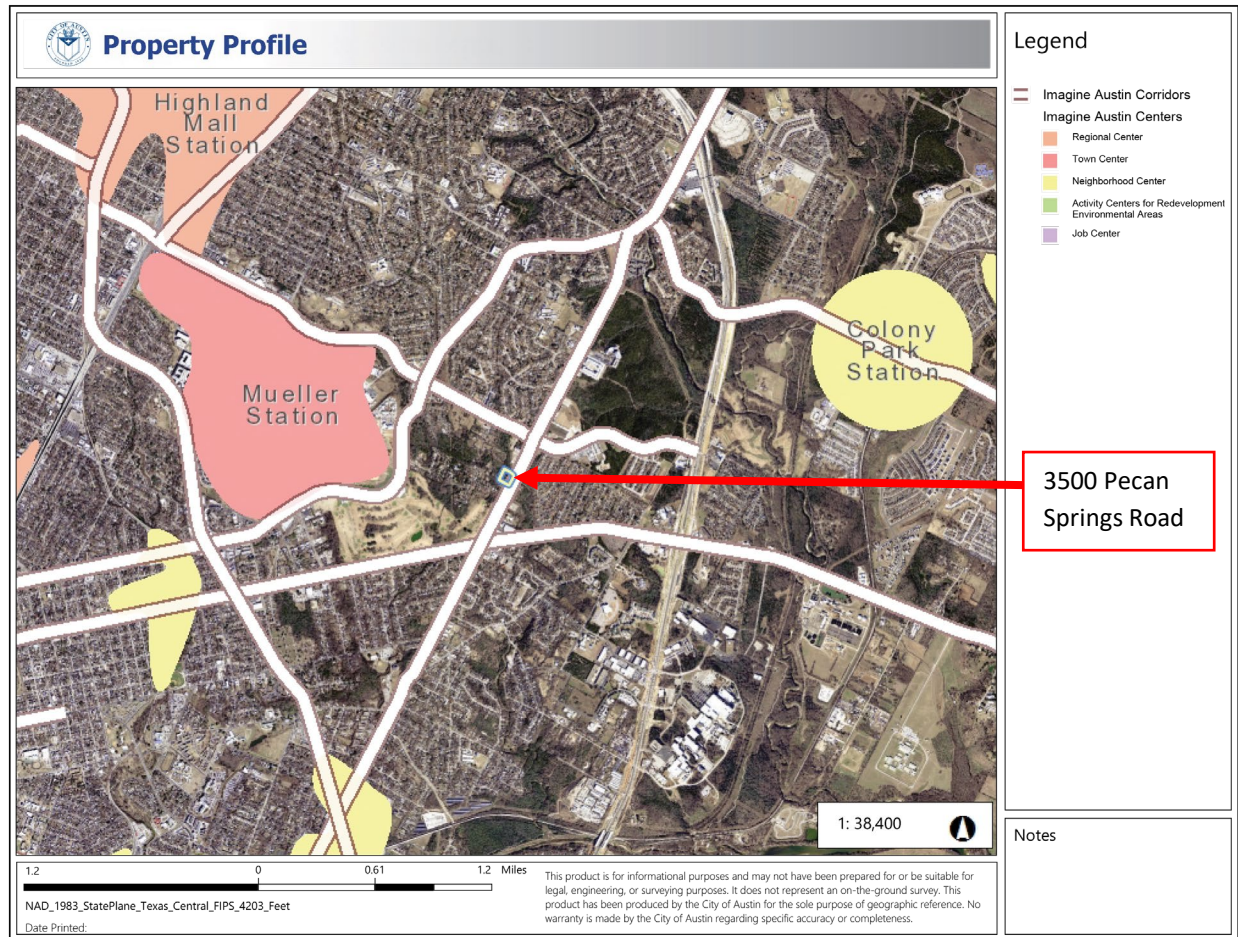 Property Profile
Highland
Mall
Station
Mueller
Station
Colony
Park
Station
1: 38,400
Legend
Imagine Austin Corridors
Imagine Austin Centers
Regional Center
Town Center
Neighborhood Center
Activity Centers for Redevelopment
Environmental Areas
Job Center
3500 Pecan
Springs Road
Notes
1.2 0 0.61 1.2 Miles
NAD_1983_StatePlane_Texas_Central_FIPS_4203_Feet
Date Printed:
This product is for informational purposes and may not have been prepared for or be suitable for
legal, engineering, or surveying purposes. It does not represent an on-the-ground survey. This
product has been produced by the City of Austin for the sole purpose of geographic reference. No
warranty is made by the City of Austin regarding specific accuracy or completeness.